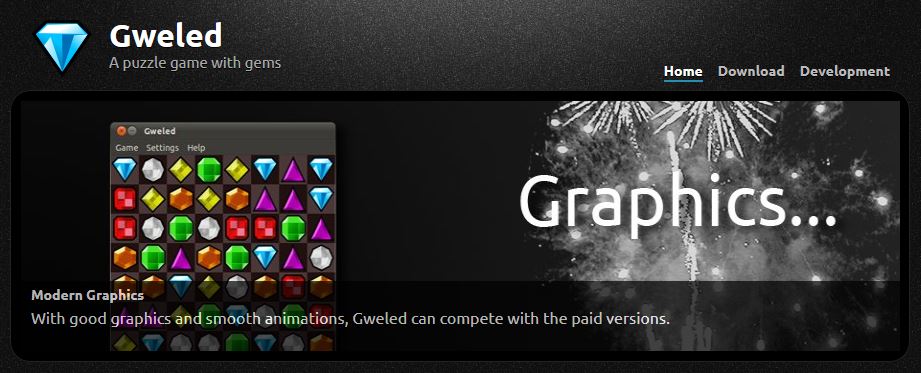 Gweled
A puzzle game with gems
Home Download Development
Gweled
Game Settings Help
Graphics...
Modern Graphics
With good graphics and smooth animations, Gweled can compete with the paid versions.